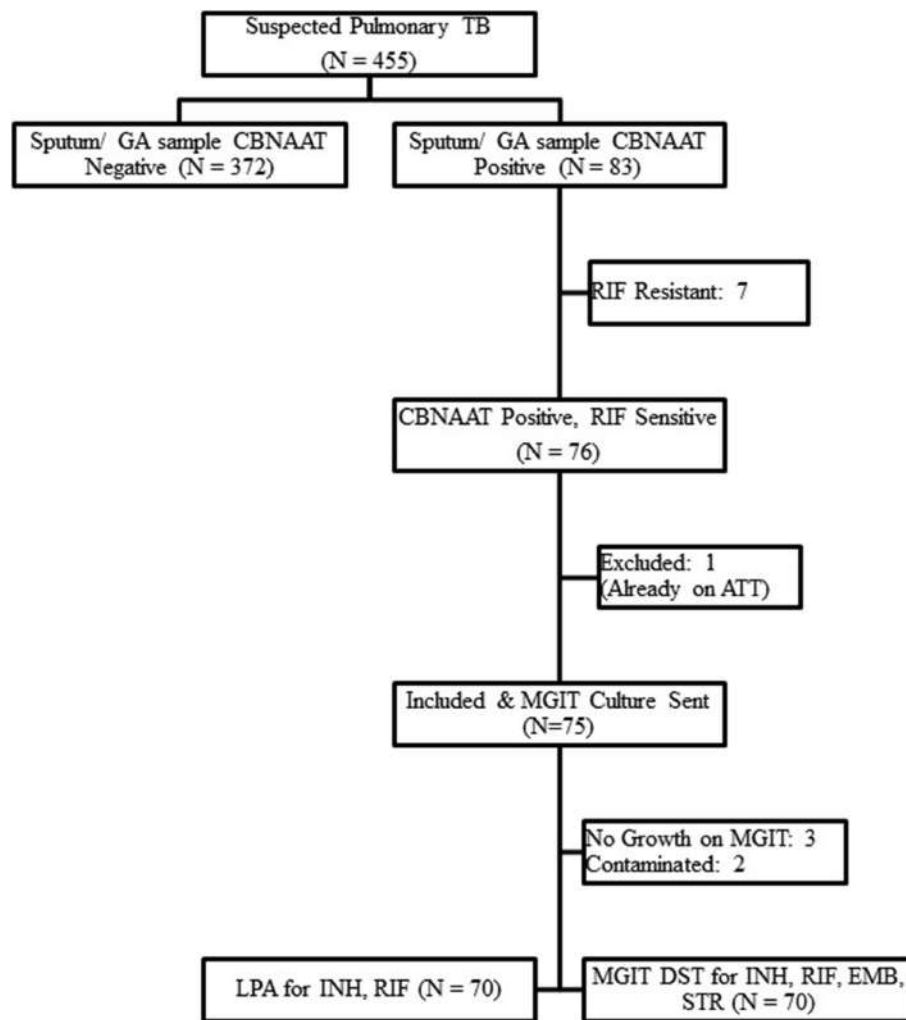 Suspected Pulmonary TB
(N = 455)
Sputum/ GA sample CBNAAT
Negative (N = 372)
Sputum/ GA sample CBNAAT
Positive (N = 83)
RIF Resistant: 7
CBNAAT Positive, RIF Sensitive
(N = 76)
Excluded: 1
(Already on ATT)
Included & MGIT Culture Sent
(N=75)
No Growth on MGIT: 3
Contaminated: 2
LPA for INH, RIF (N = 70)
MGIT DST for INH, RIF, EMB,
STR (N = 70)